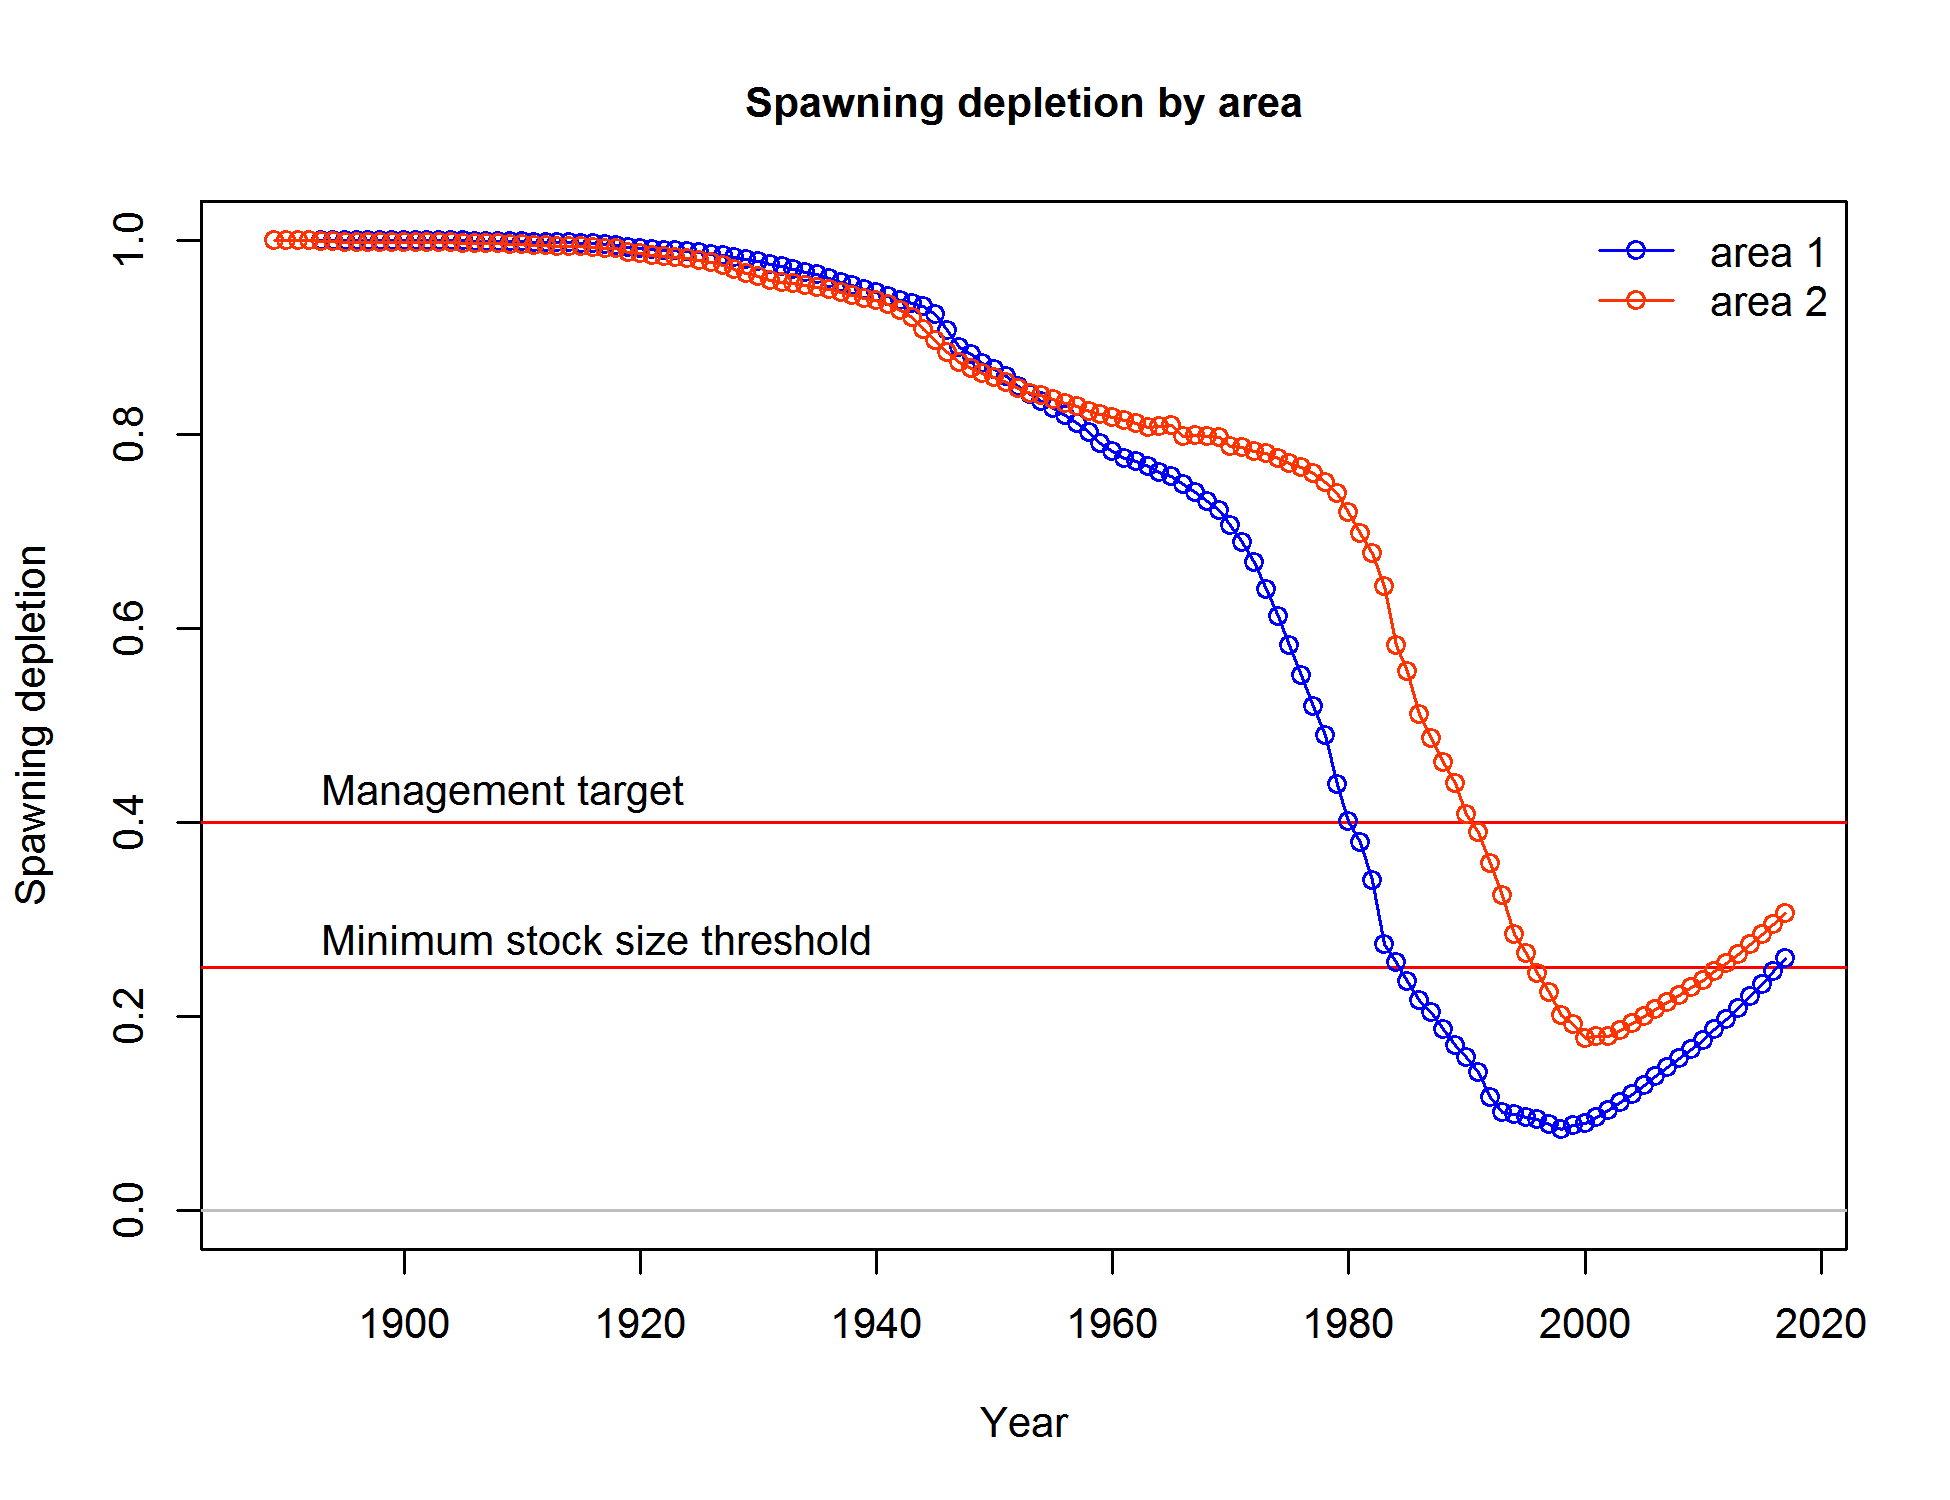 Spawning depletion by area
area 1
area 2
Spawning depletion
1.0
0.8
0.6
0.4
0.2
0.0
Management target
Minimum stock size threshold
1900
1920
1940
1960
1980
2000
2020
Year